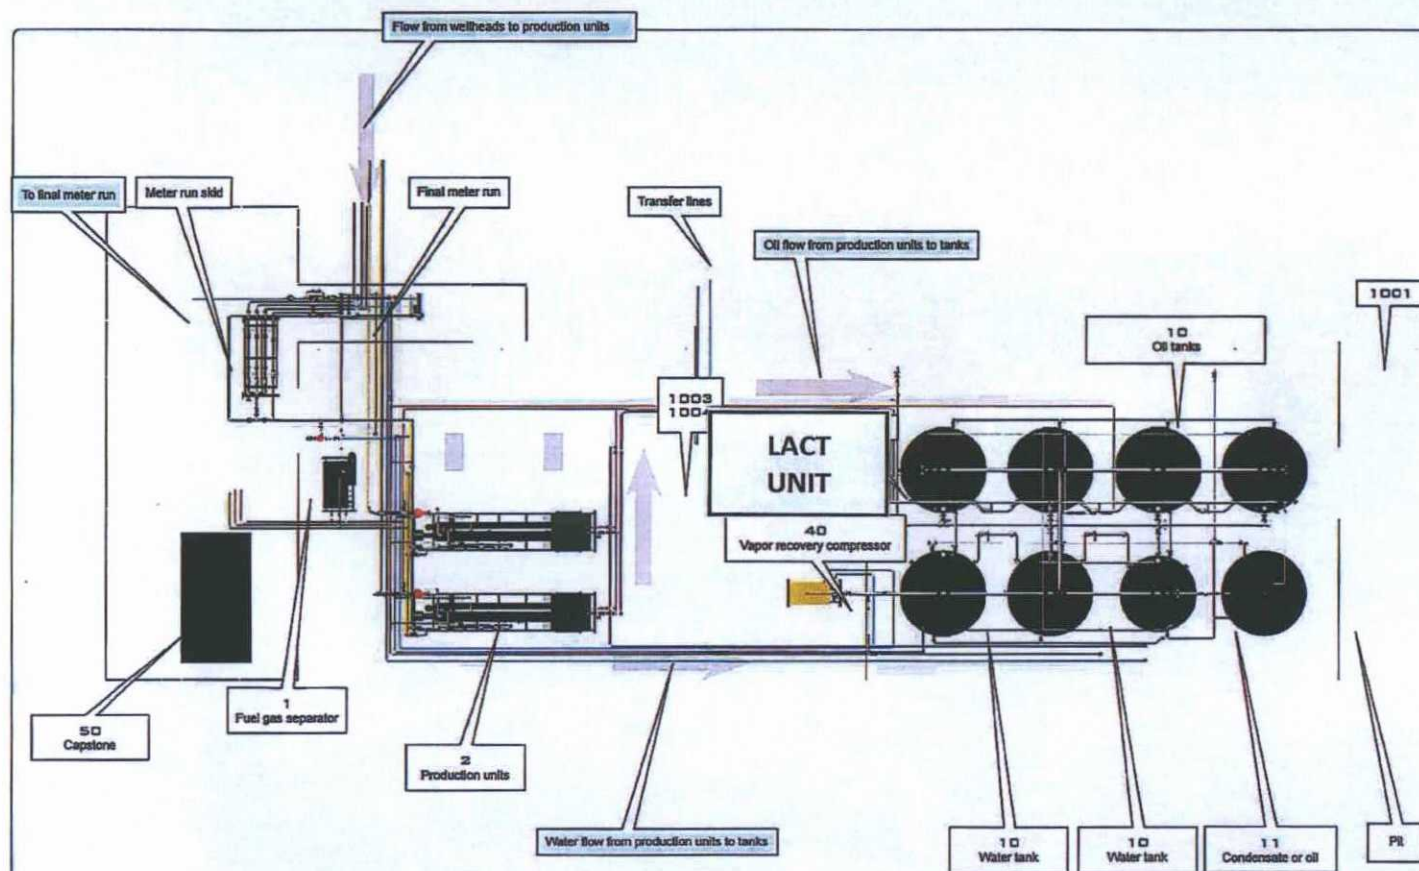 Flow from wellheads to production units
To final meter run
Meter run skid
Final meter run
Transfer lines
Oil flow from production units to tanks
1001
10
Oil tanks
1003
1004
LACT
UNIT
40
Vapor recovery compressor
1
Fuel gas separator
50
Capstone
2
Production units
Water flow from production units to tanks
10
Water tank
10
Water tank
11
Condensate or oil
Pit